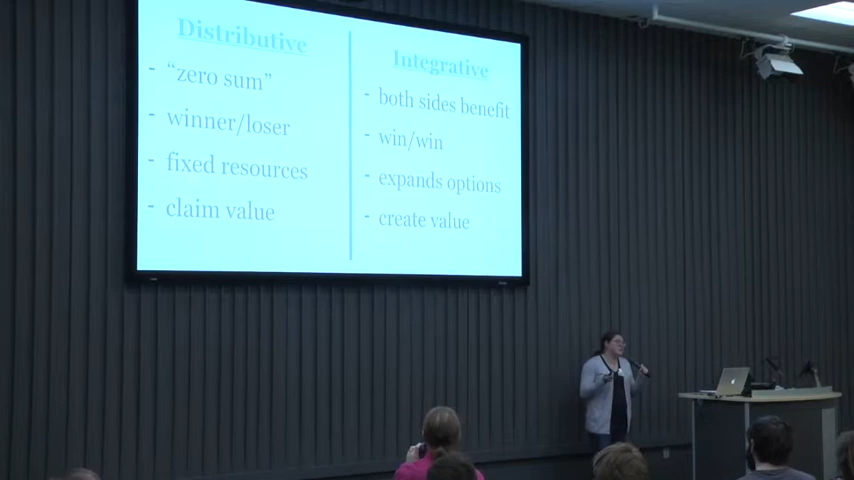 Distributive
- “zero sum”
- winner/loser
- fixed resources
- claim value
Integrative
- both sides benefit
- win/win
- expands options
- create value